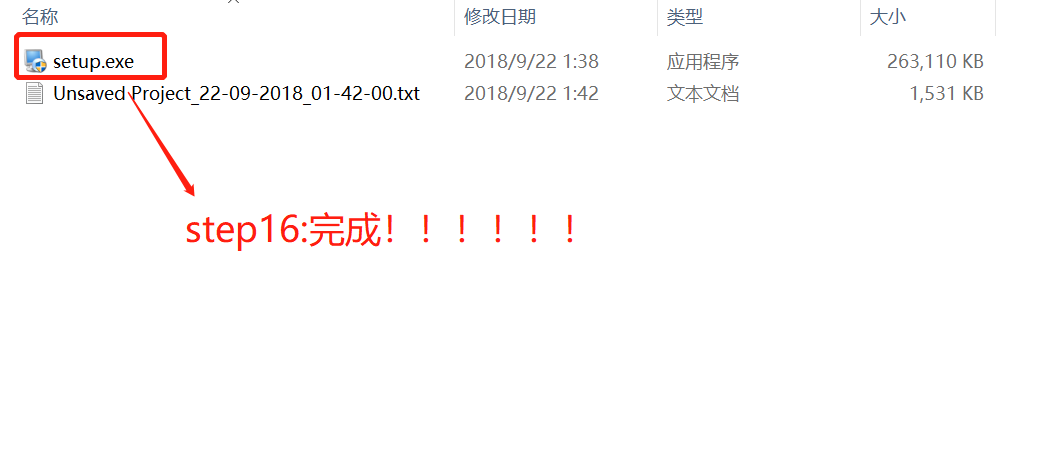 名称 修改日期 类型 大小
setup.exe 2018/9/22 1:38 应用程序 263,110 KB
Unsaved Project_22-09-2018_01-42-00.txt 2018/9/22 1:42 文本文档 1,531 KB
step16:完成！！！！！！